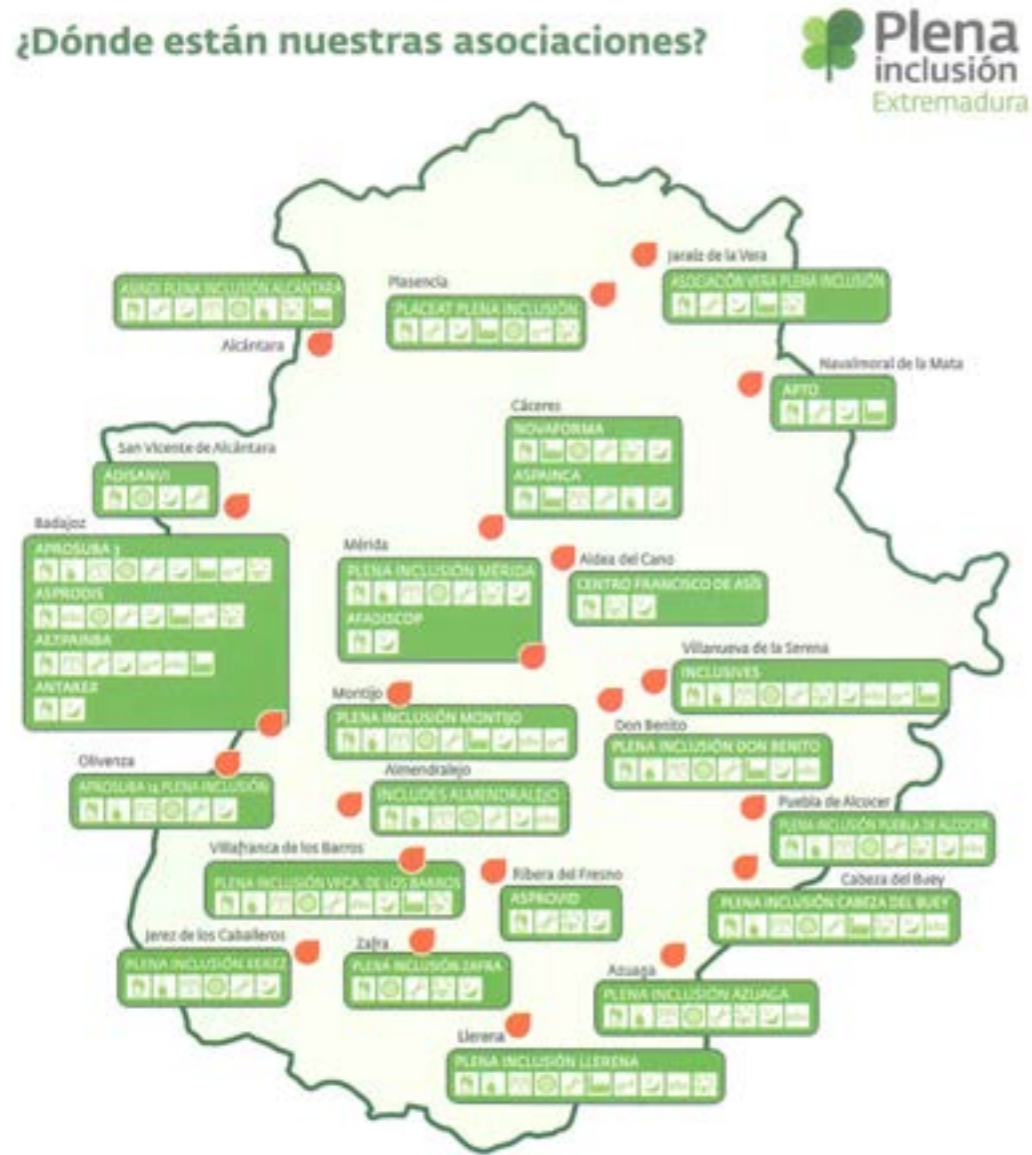 ¿Dónde están nuestras asociaciones?
Plena
inclusión
Extremadura
Jaraíz de la Vera
ASOCIACIÓN VERA PLENA INCLUSIÓN
Plasencia
PLACEAT PLENA INCLUSIÓN
ASINDI PLENA INCLUSIÓN ALCÁNTARA
Alcántara
Navalmoral de la Mata
APTO
Cáceres
NOVAFORMA
ASPAINCA
San Vicente de Alcántara
ADISANVI
Badajoz
APROSUBA 3
ASPRODIS
ANTARES
Mérida
PLENA INCLUSIÓN MÉRIDA
AFADISCOP
Aldea del Cano
CENTRO FRANCISCO DE ASÍS
Villanueva de la Serena
INCLUSIVES
Montijo
PLENA INCLUSIÓN MONTIJO
Don Benito
PLENA INCLUSIÓN DON BENITO
Olivenza
APROSUBA 14 PLENA INCLUSIÓN
Almendralejo
INCLUDES ALMENDRALEJO
Puebla de Alcocer
PLENA INCLUSIÓN PUEBLA DE ALCOCER
Villafranca de los Barros
PLENA INCLUSIÓN VFCA. DE LOS BARROS
Ribera del Fresno
ASPROVID
Cabeza del Buey
PLENA INCLUSIÓN CABEZA DEL BUEY
Jerez de los Caballeros
PLENA INCLUSIÓN XEREZ
Zafra
PLENA INCLUSIÓN ZAFRA
Azuaga
PLENA INCLUSIÓN AZUAGA
Llerena
PLENA INCLUSIÓN LLERENA